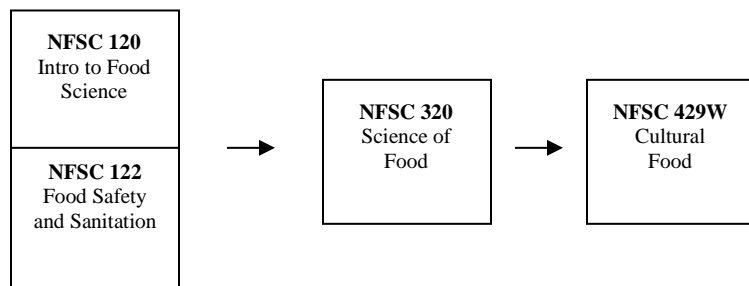 NFSC 120
Intro to Food
Science
NFSC 122
Food Safety
and Sanitation
NFSC 320
Science of
Food
NFSC 429W
Cultural
Food